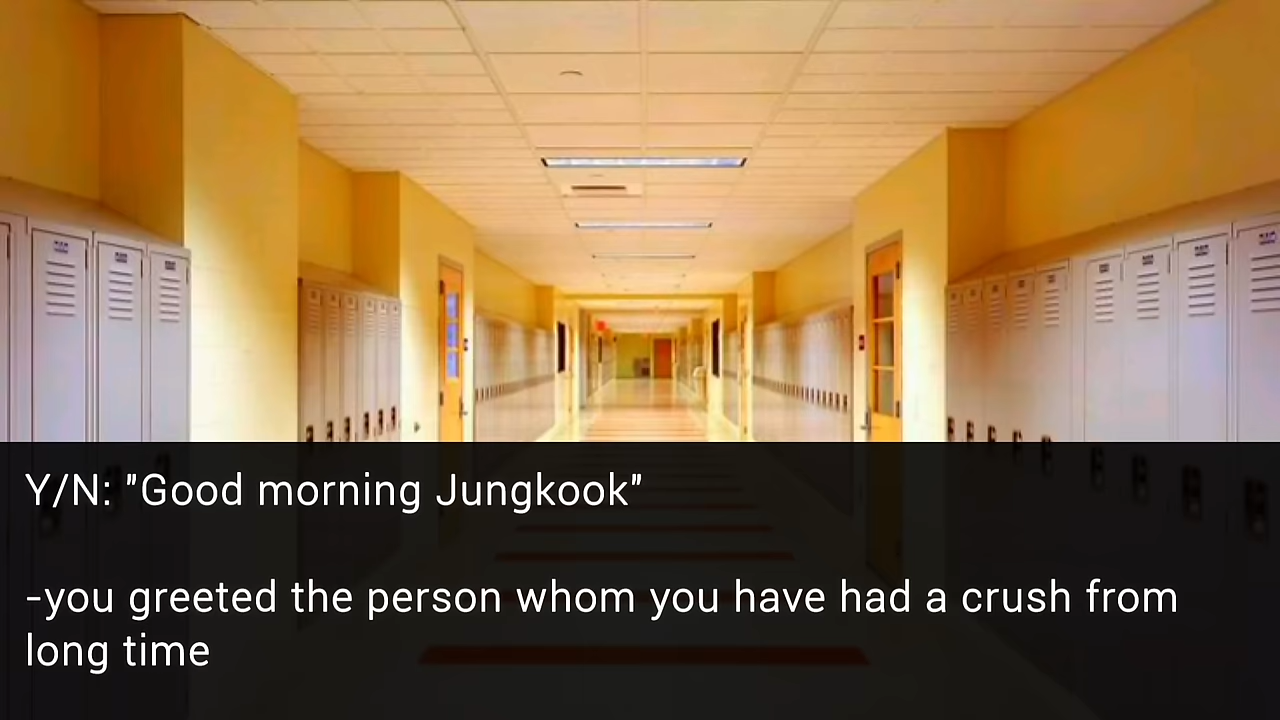 Y/N: "Good morning Jungkook"
-you greeted the person whom you have had a crush from
long time